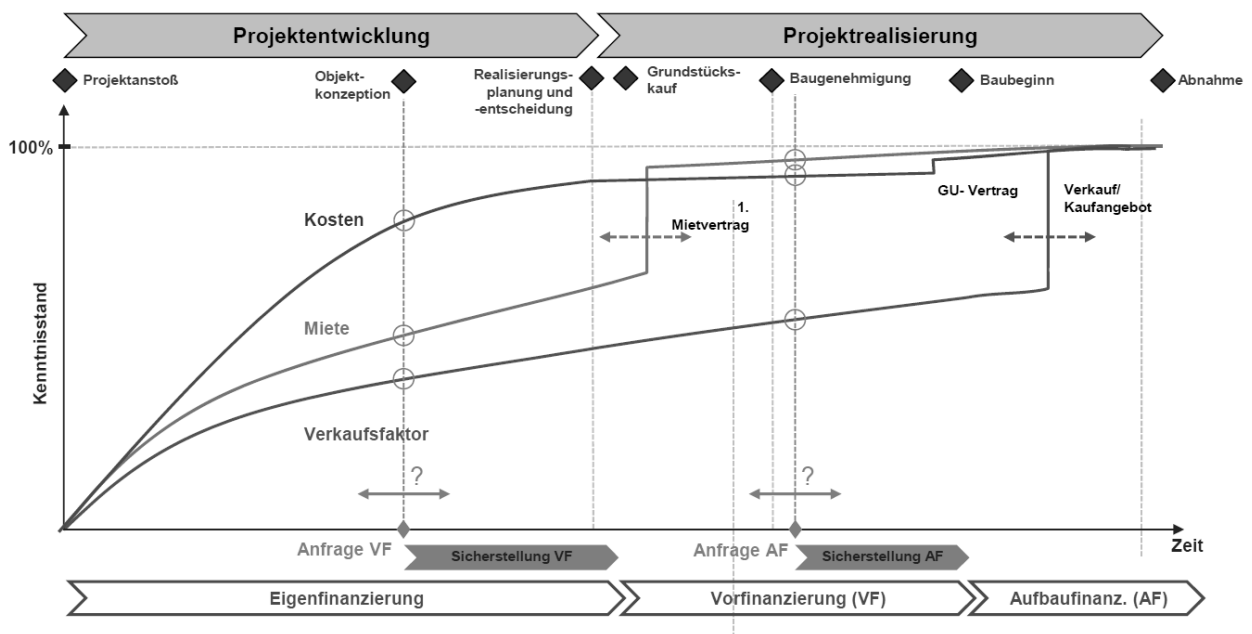 Projektentwicklung
Projektrealisierung
Projektanstoß
Objekt-
konzeption
Realisierungs-
planung und
-entscheidung
Grundstücks-
kauf
Baugenehmigung
Baubeginn
Abnahme
100%
Kenntnisstand
Kosten
Miete
Verkaufsfaktor
1.
Mietvertrag
GU- Vertrag
Verkauf/
Kaufangebot
?
?
Anfrage VF
Sicherstellung VF
Anfrage AF
Sicherstellung AF
Zeit
Eigenfinanzierung
Vorfinanzierung (VF)
Aufbaufinanz. (AF)